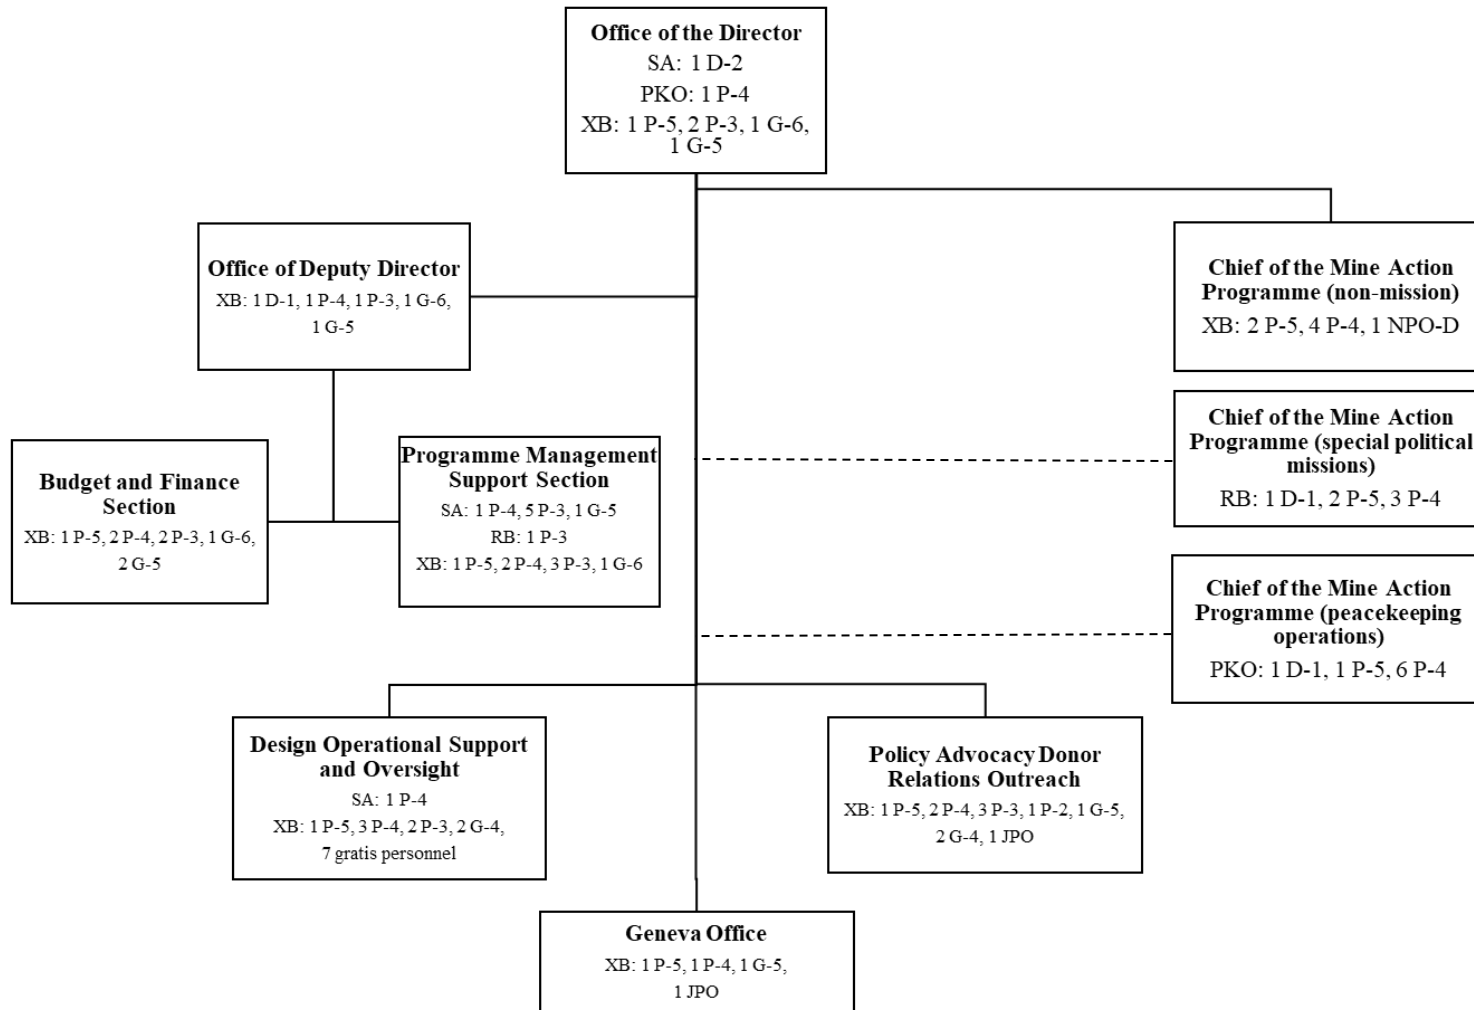 Office of the Director
SA: 1 D-2
PKO: 1 P-4
XB: 1 P-5, 2 P-3, 1 G-6,
1 G-5
Office of Deputy Director
XB: 1 D-1, 1 P-4, 1 P-3, 1 G-6,
1 G-5
Chief of the Mine Action
Programme (non-mission)
XB: 2 P-5, 4 P-4, 1 NPO-D
Chief of the Mine Action
Programme (special political
missions)
RB: 1 D-1, 2 P-5, 3 P-4
Budget and Finance
Section
XB: 1 P-5, 2 P-4, 2 P-3, 1 G-6,
2 G-5
Programme Management
Support Section
SA: 1 P-4, 5 P-3, 1 G-5
RB: 1 P-3
XB: 1 P-5, 2 P-4, 3 P-3, 1 G-6
Chief of the Mine Action
Programme (peacekeeping
operations)
PKO: 1 D-1, 1 P-5, 6 P-4
Design Operational Support
and Oversight
SA: 1 P-4
XB: 1 P-5, 3 P-4, 2 P-3, 2 G-4,
7 gratis personnel
Policy Advocacy Donor
Relations Outreach
XB: 1 P-5, 2 P-4, 3 P-3, 1 P-2, 1 G-5,
2 G-4, 1 JPO
Geneva Office
XB: 1 P-5, 1 P-4, 1 G-5,
1 JPO